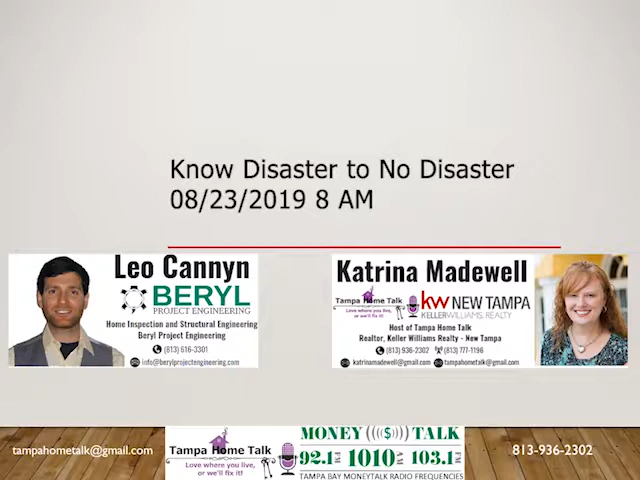 Know Disaster to No Disaster
08/23/2019 8 AM
Leo Cannyn
BERYL
PROJECT ENGINEERING
Home Inspection and Structural Engineering
Beryl Project Engineering
(813) 616-3301
info@berylprojectengineering.com
Katrina Madewell
Tampa Home Talk
Love where you live,
or we'll fix it!
kw NEW TAMPA
KELLERWILLIAMS. REALTY
Host of Tampa Home Talk
Realtor, Keller Williams Realty - New Tampa
(813) 936-2302 (813) 777-1196
katrinamadewell@gmail.com tampahometalk@gmail.com
tampahometalk@gmail.com
Tampa Home Talk
Love where you live,
or we'll fix it!
MONEY ((($))) TALK
92.1 FM 1010 AM 103.1 FM
TAMPA BAY MONEYTALK RADIO FREQUENCIES
813-936-2302